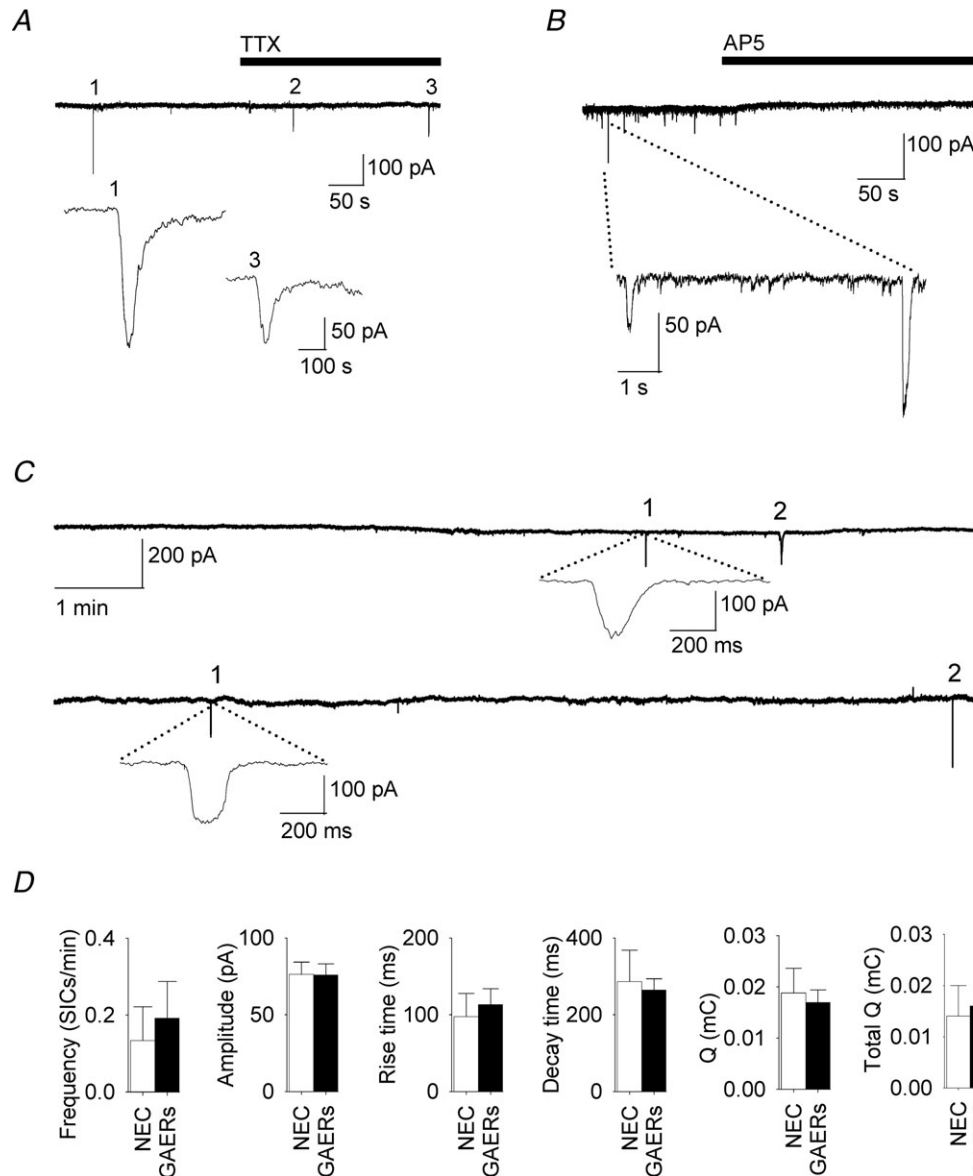 A
TTX
1
2
3
100 pA
50 s
1
3
50 pA
100 s
B
AP5
100 pA
50 s
50 pA
1 s
C
1
2
200 pA
1 min
100 pA
200 ms
1
2
100 pA
200 ms
D
Frequency (SICs/min)
0.4
0.2
0.0
NEC
GAERs
Amplitude (pA)
100
50
0
NEC
GAERs
Rise time (ms)
200
100
0
NEC
GAERs
Decay time (ms)
400
200
0
NEC
GAERs
Q (mC)
0.03
0.02
0.01
0.00
NEC
GAERs
Total Q (mC)
0.03
0.02
0.01
0.00
NEC